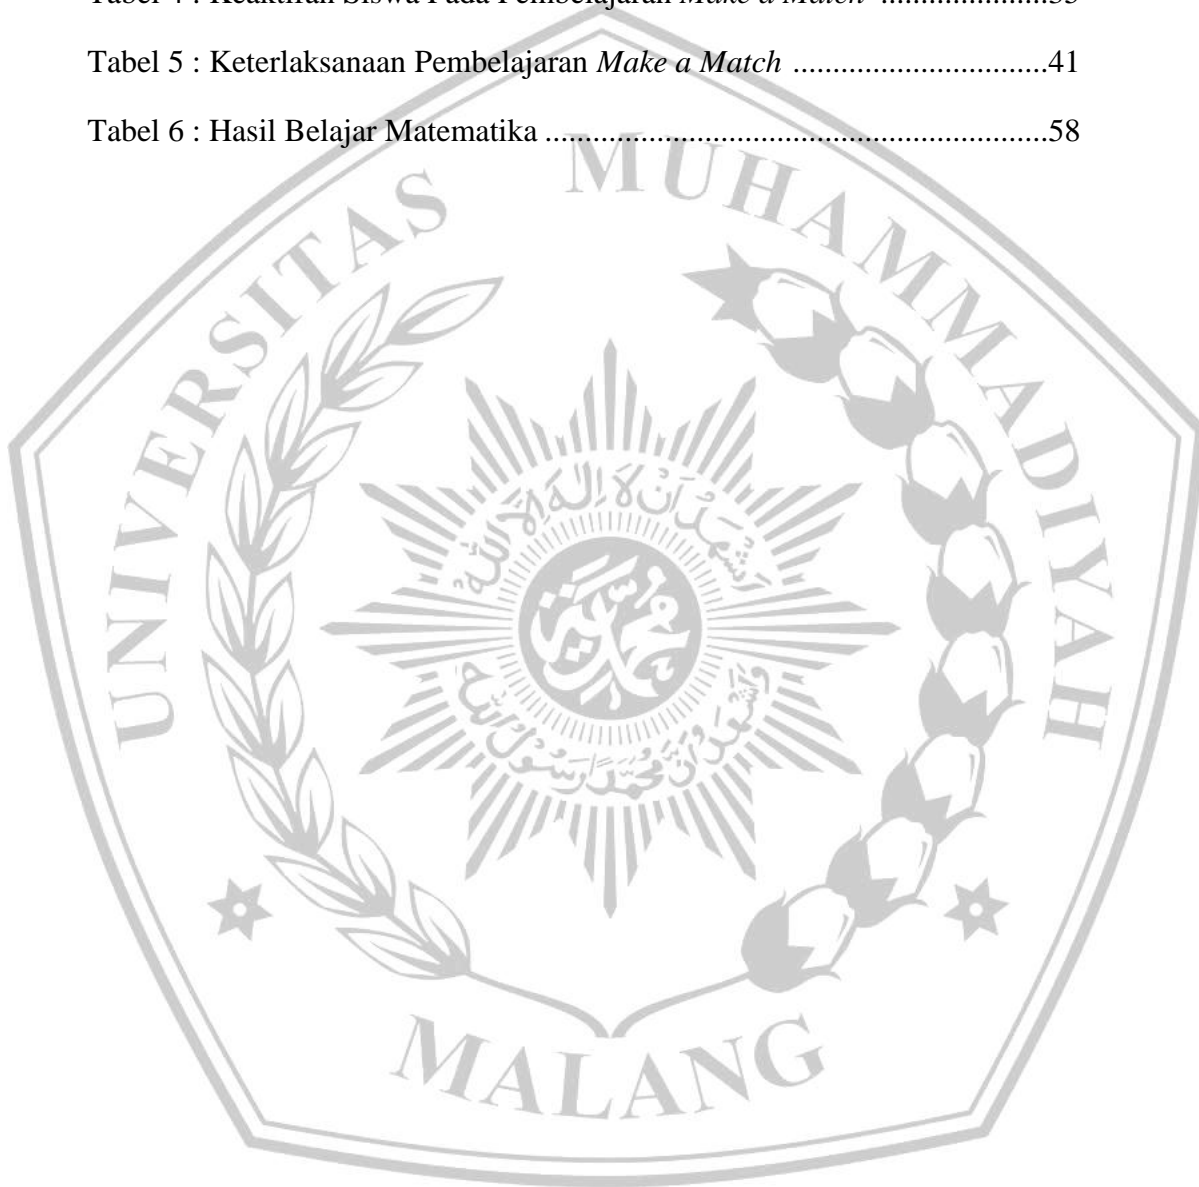 Tabel 5 : Keterlaksanaan Pembelajaran Make a Match ................................41
Tabel 6 : Hasil Belajar Matematika ...............................................................58
UNIVERSITAS MUHAMMADIYAH
MALANG